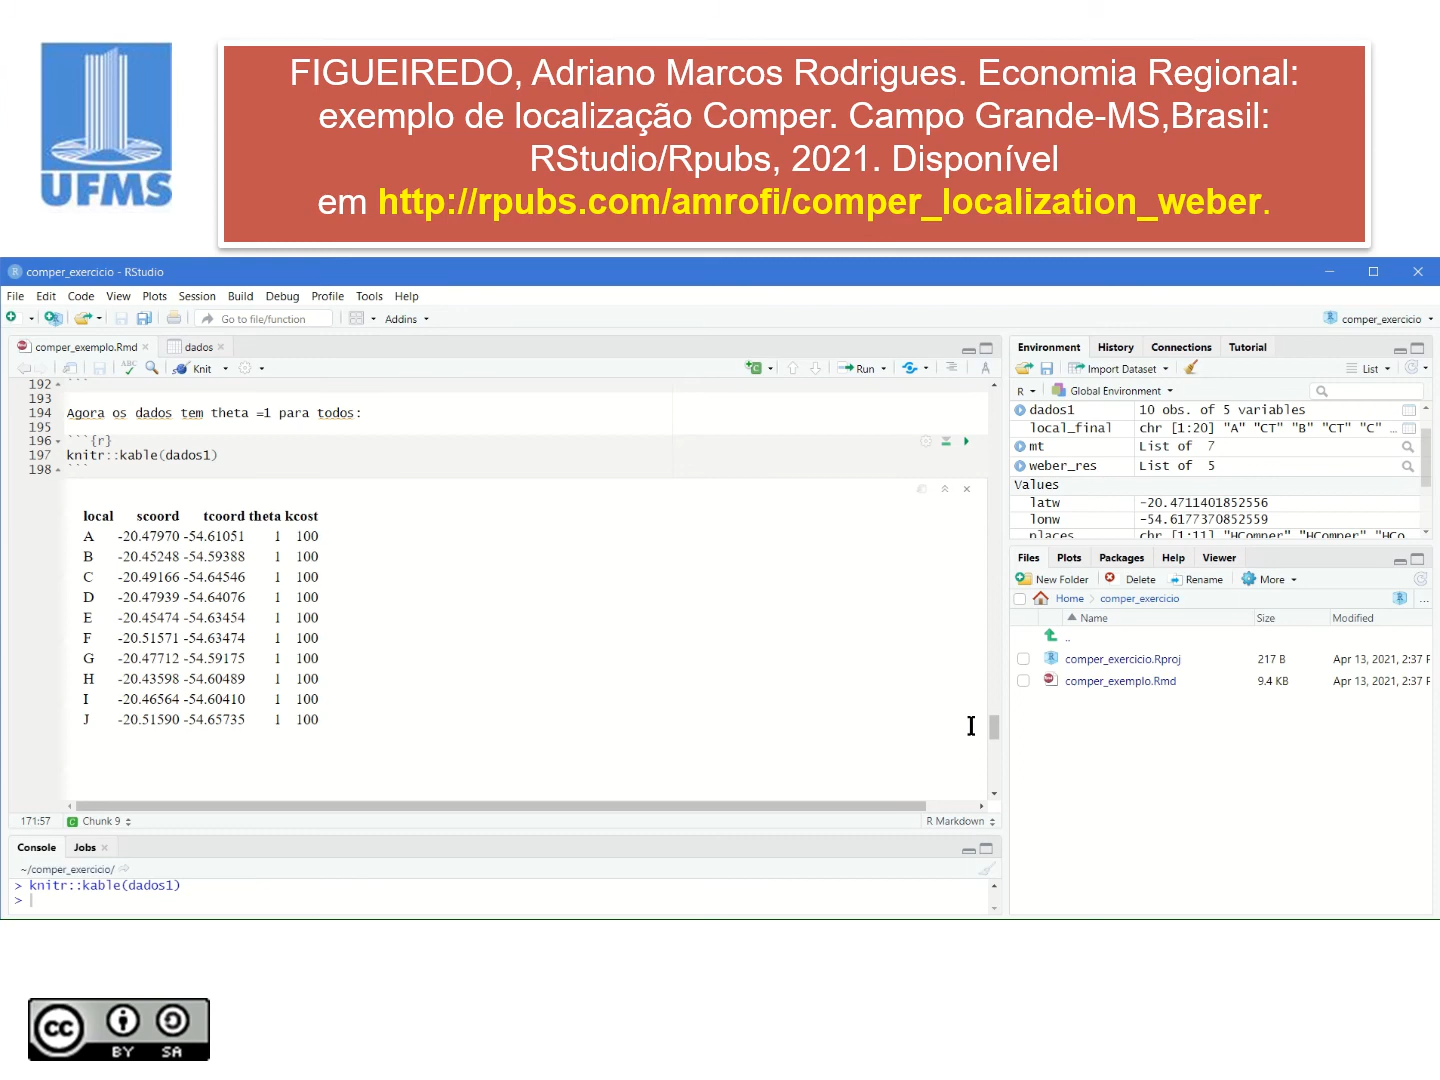 UFMS
FIGUEIREDO, Adriano Marcos Rodrigues. Economia Regional:
exemplo de localização Comper. Campo Grande-MS,Brasil:
RStudio/Rpubs, 2021. Disponível
em http://rpubs.com/amrofi/comper_localization_weber.
comper_exercicio - RStudio
File Edit Code View Plots Session Build Debug Profile Tools Help
Go to file/function Addins comper_exercicio
comper_exemplo.Rmd dados
Knit Run
192 ```
193
194 Agora os dados tem theta =1 para todos:
195
196 ```{r}
197 knitr::kable(dados1)
198 ```
local scoord tcoord theta kcost
A -20.47970 -54.61051 1 100
B -20.45248 -54.59388 1 100
C -20.49166 -54.64546 1 100
D -20.47939 -54.64076 1 100
E -20.45474 -54.63454 1 100
F -20.51571 -54.63474 1 100
G -20.47712 -54.59175 1 100
H -20.43598 -54.60489 1 100
I -20.46564 -54.60410 1 100
J -20.51590 -54.65735 1 100
171:57 Chunk 9 R Markdown
Console Jobs
~/comper_exercicio/
> knitr::kable(dados1)
>
Environment History Connections Tutorial
Import Dataset List
R Global Environment
dados1 10 obs. of 5 variables
local_final chr [1:20] "A" "CT" "B" "CT" "C" …
mt List of 7
weber_res List of 5
Values
latw -20.4711401852556
lonw -54.6177370852559
places chr [1:11] "HComper" "HComper" "HCo…
Files Plots Packages Help Viewer
New Folder Delete Rename More
Home comper_exercicio ...
Name Size Modified
..
comper_exercicio.Rproj 217 B Apr 13, 2021, 2:37 P
comper_exemplo.Rmd 9.4 KB Apr 13, 2021, 2:37 P
cc BY SA